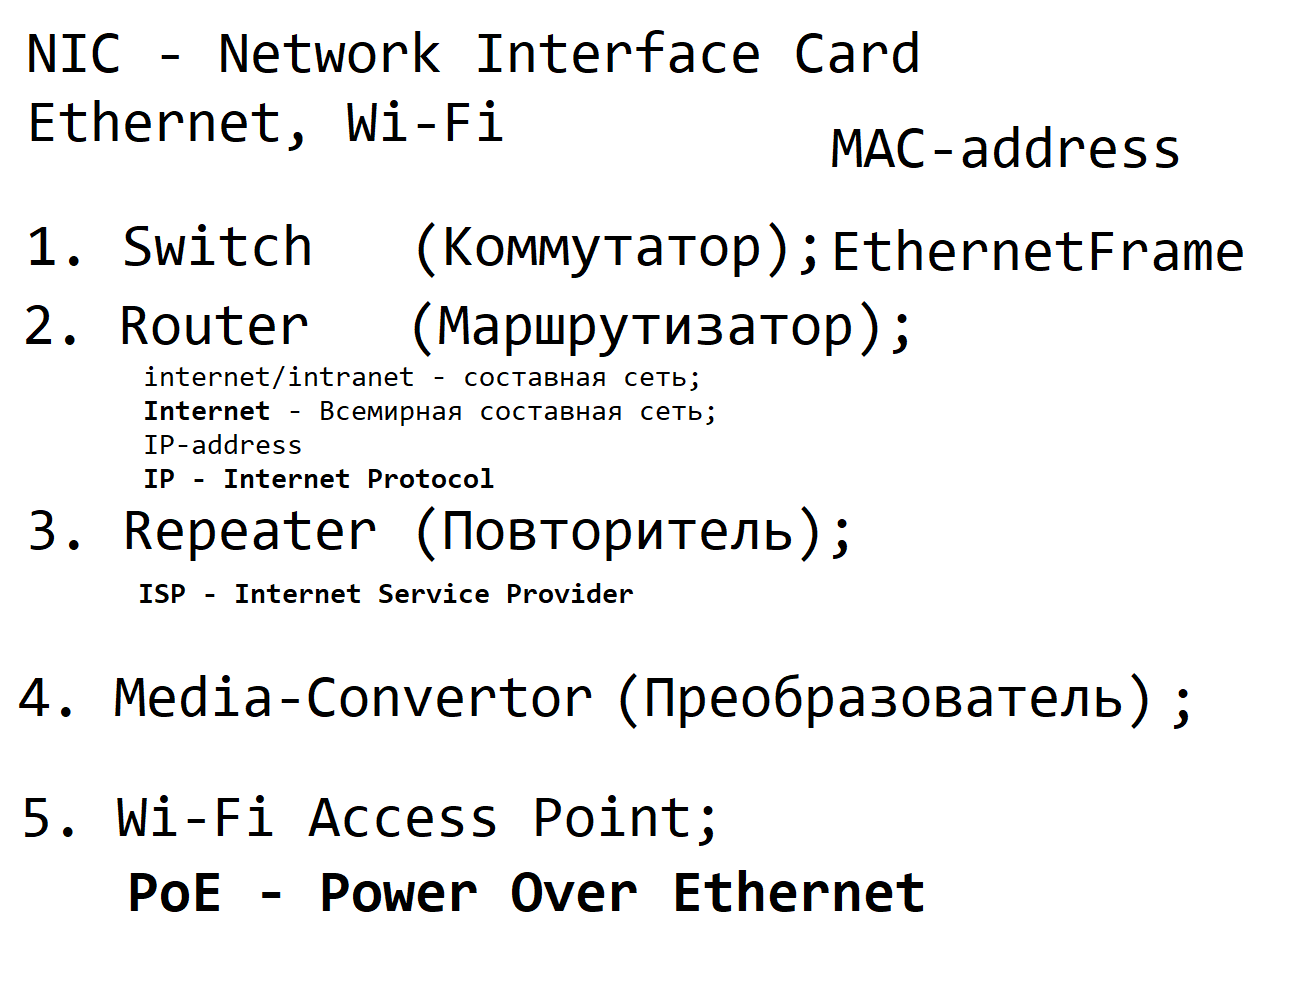 NIC - Network Interface Card
Ethernet, Wi-Fi
MAC-address
1. Switch (Коммутатор);
EthernetFrame
2. Router (Маршрутизатор);
internet/intranet - составная сеть;
Internet - Всемирная составная сеть;
IP-address
IP - Internet Protocol
3. Repeater (Повторитель);
ISP - Internet Service Provider
4. Media-Convertor (Преобразователь);
5. Wi-Fi Access Point;
PoE - Power Over Ethernet